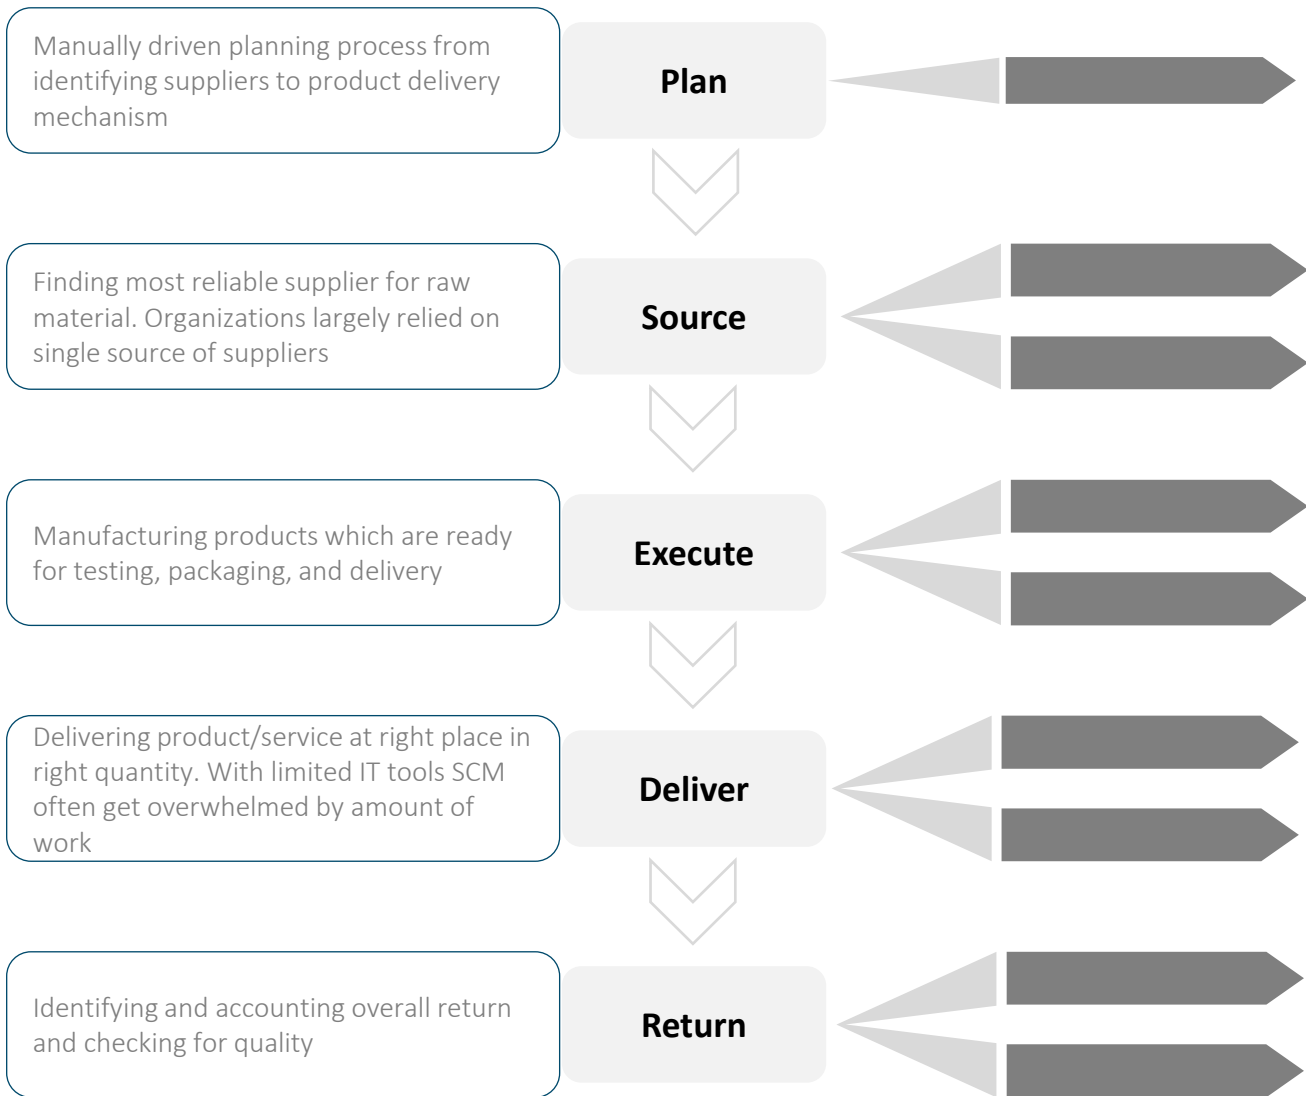 Manually driven planning process from
identifying suppliers to product delivery
mechanism
Plan
Finding most reliable supplier for raw
material. Organizations largely relied on
single source of suppliers
Source
Manufacturing products which are ready
for testing, packaging, and delivery
Execute
Delivering product/service at right place in
right quantity. With limited IT tools SCM
often get overwhelmed by amount of
work
Deliver
Identifying and accounting overall return
and checking for quality
Return